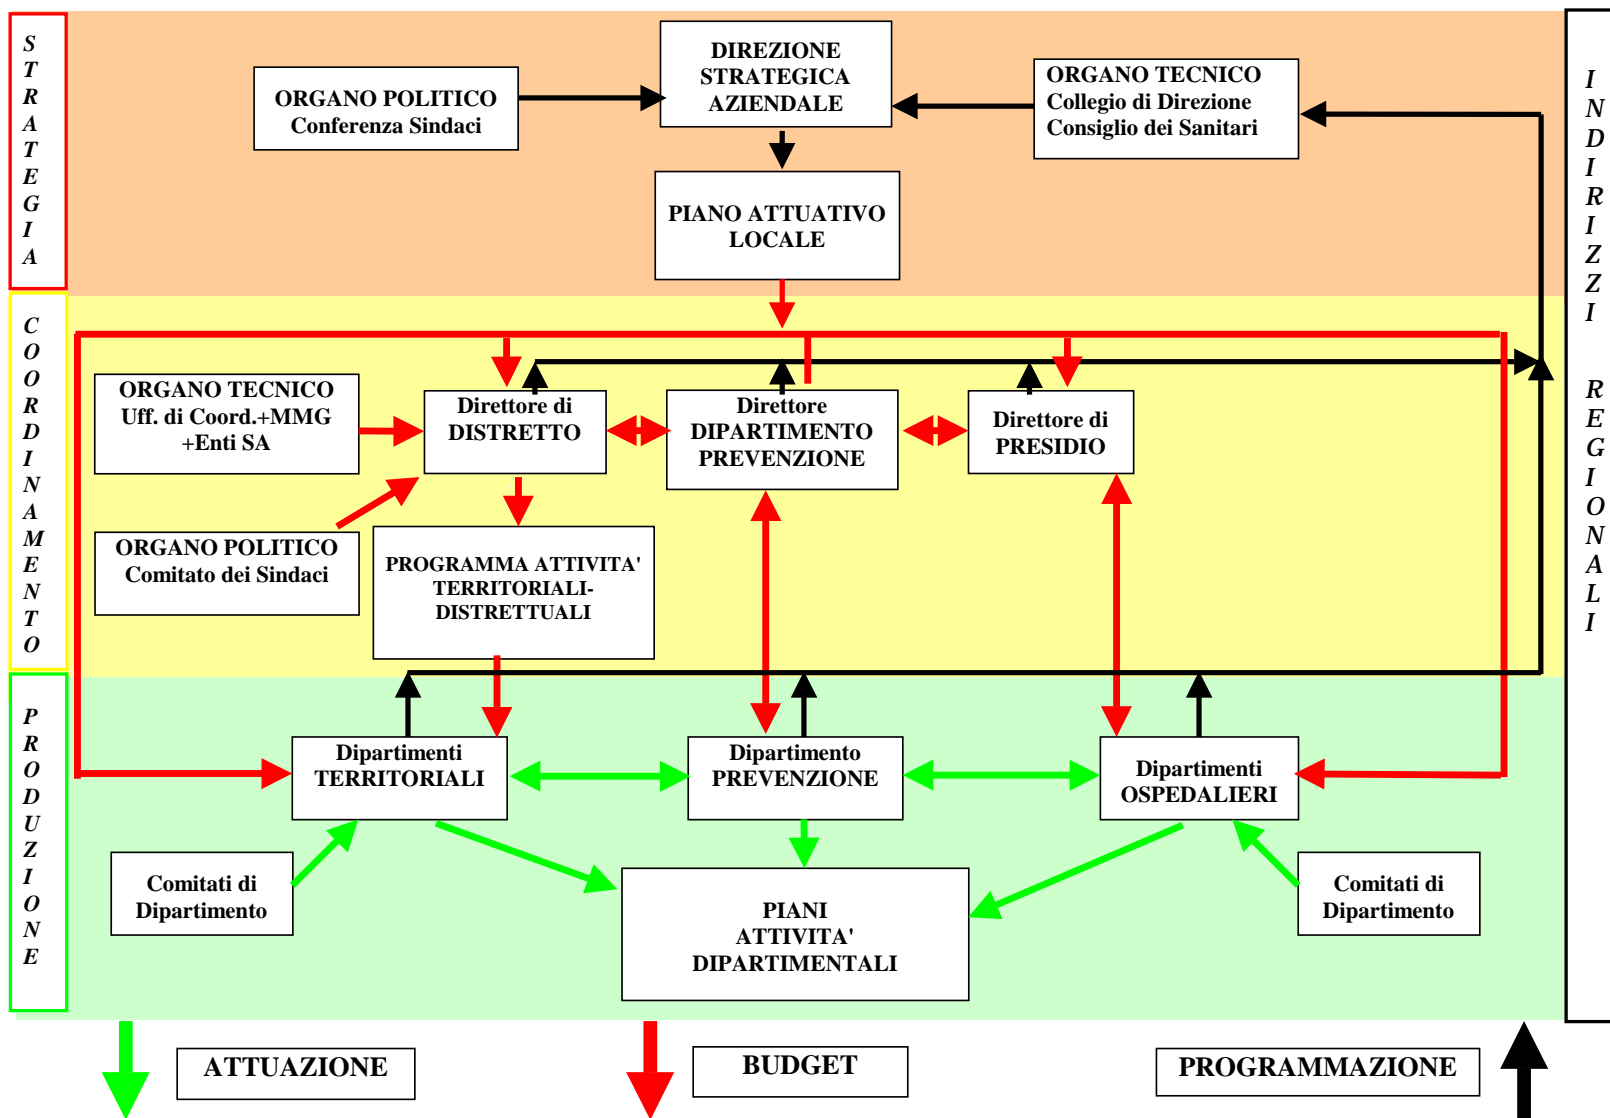 STRATEGIA
DIREZIONE
STRATEGICA
AZIENDALE
ORGANO POLITICO
Conferenza Sindaci
ORGANO TECNICO
Collegio di Direzione
Consiglio dei Sanitari
PIANO ATTUATIVO
LOCALE
INDIRIZZI REGIONALI
COORDINAMENTO
ORGANO TECNICO
Uff. di Coord.+MMG
+Enti SA
Direttore di
DISTRETTO
Direttore
DIPARTIMENTO
PREVENZIONE
Direttore di
PRESIDIO
ORGANO POLITICO
Comitato dei Sindaci
PROGRAMMA ATTIVITA'
TERRITORIALI-
DISTRETTUALI
PRODUZIONE
Dipartimenti
TERRITORIALI
Dipartimento
PREVENZIONE
Dipartimenti
OSPEDALIERI
Comitati di
Dipartimento
PIANI
ATTIVITA'
DIPARTIMENTALI
Comitati di
Dipartimento
ATTUAZIONE
BUDGET
PROGRAMMAZIONE